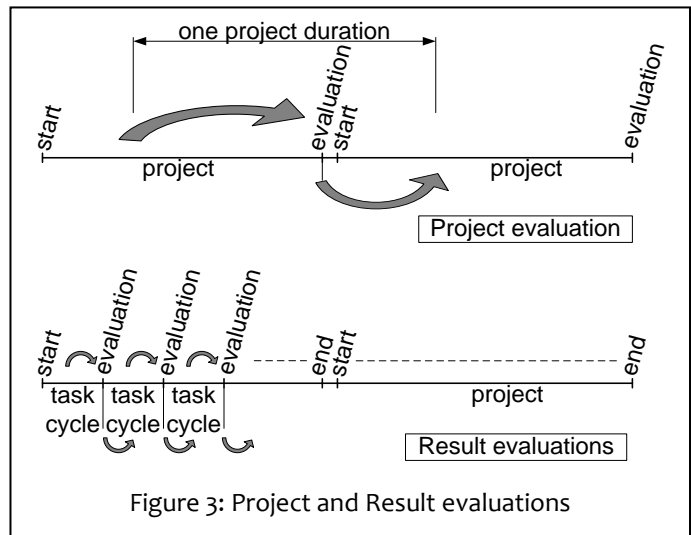 one project duration
start
evaluation
start
evaluation
project
project
Project evaluation
start
evaluation
evaluation
evaluation
end
start
end
task
cycle
task
cycle
task
cycle
project
Result evaluations
Figure 3: Project and Result evaluations